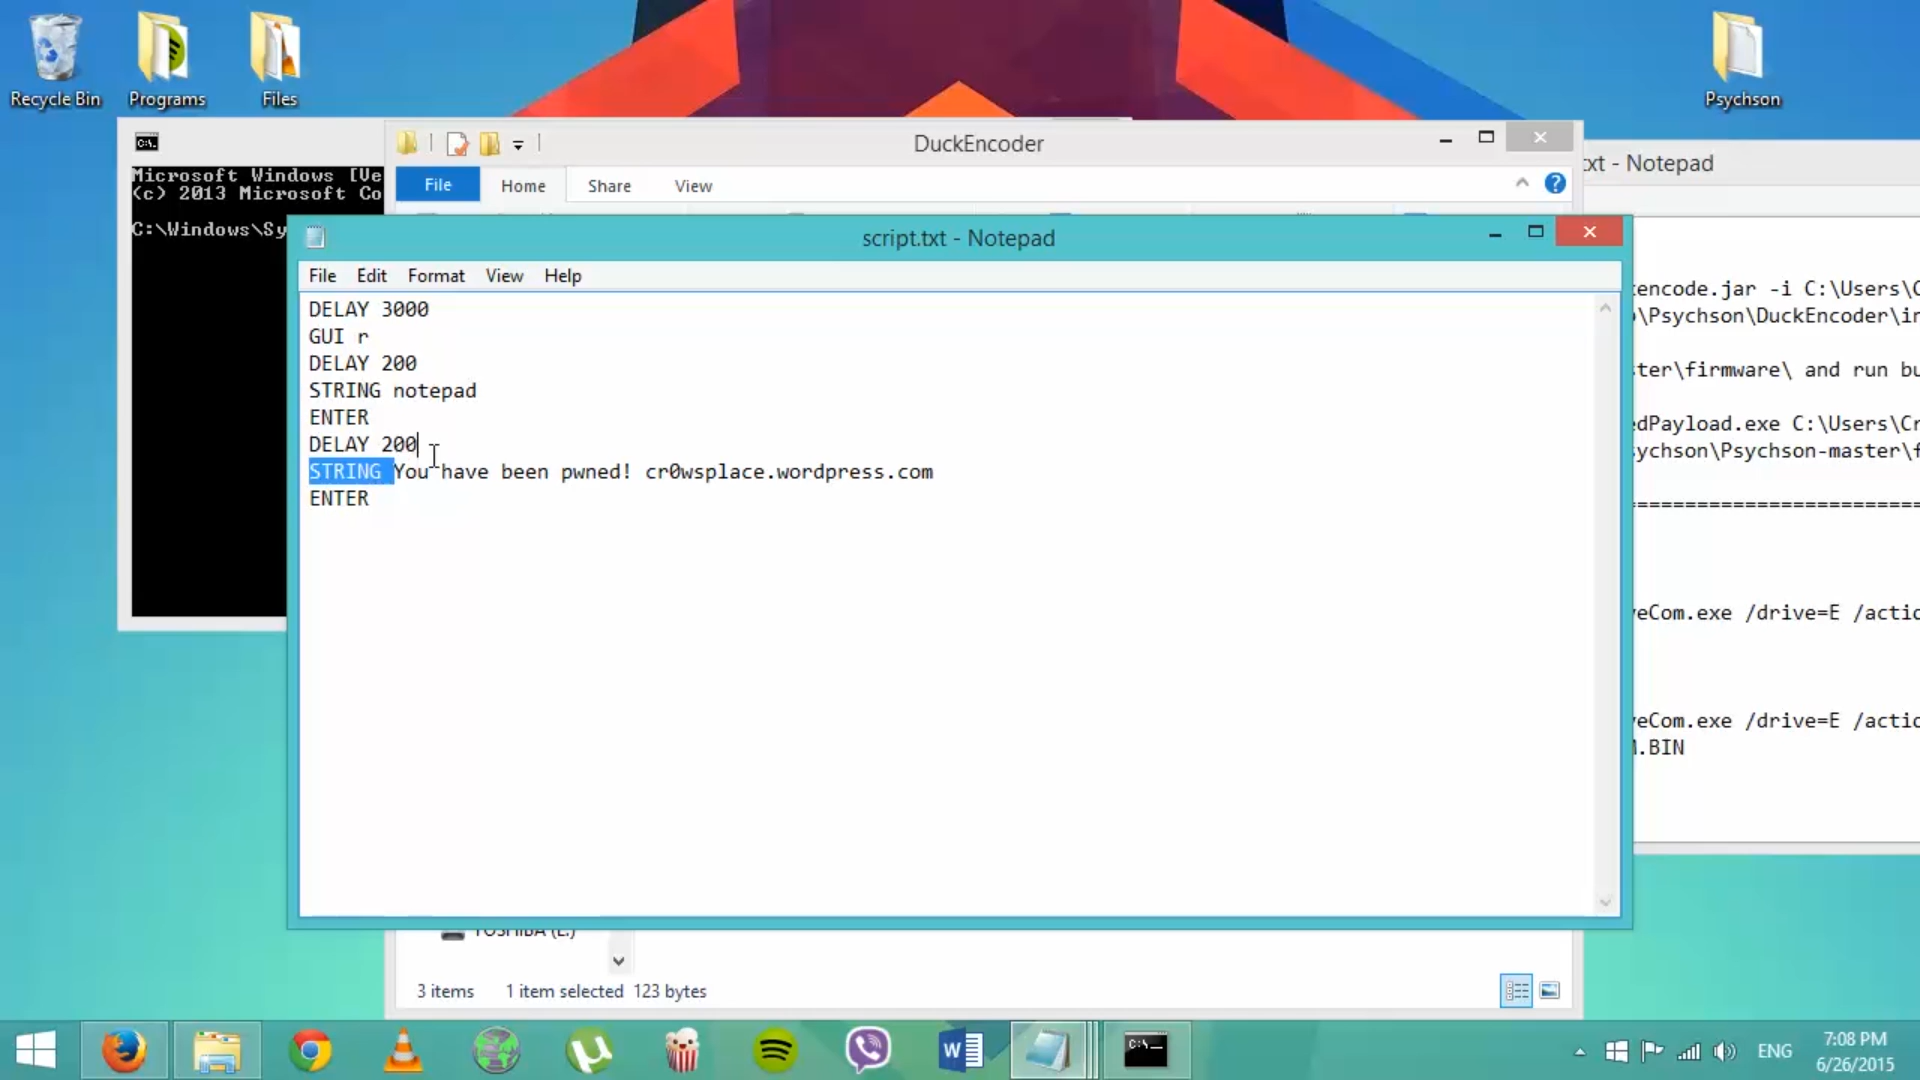 Recycle Bin
Programs
Files
Psychson
DuckEncoder
File
Home
Share
View
Microsoft Windows [Ve
(c) 2013 Microsoft Co
C:\Windows\Sy
xt - Notepad
script.txt - Notepad
File
Edit
Format
View
Help
DELAY 3000
GUI r
DELAY 200
STRING notepad
ENTER
DELAY 200
STRING You have been pwned! cr0wsplace.wordpress.com
ENTER
encode.jar -i C:\Users\C
\Psychson\DuckEncoder\in
ter\firmware\ and run bu
dPayload.exe C:\Users\Cr
ychson\Psychson-master\f
========================
eCom.exe /drive=E /actio
eCom.exe /drive=E /actio
.BIN
TOSHIBA (E:)
3 items
1 item selected 123 bytes
ENG
7:08 PM
6/26/2015